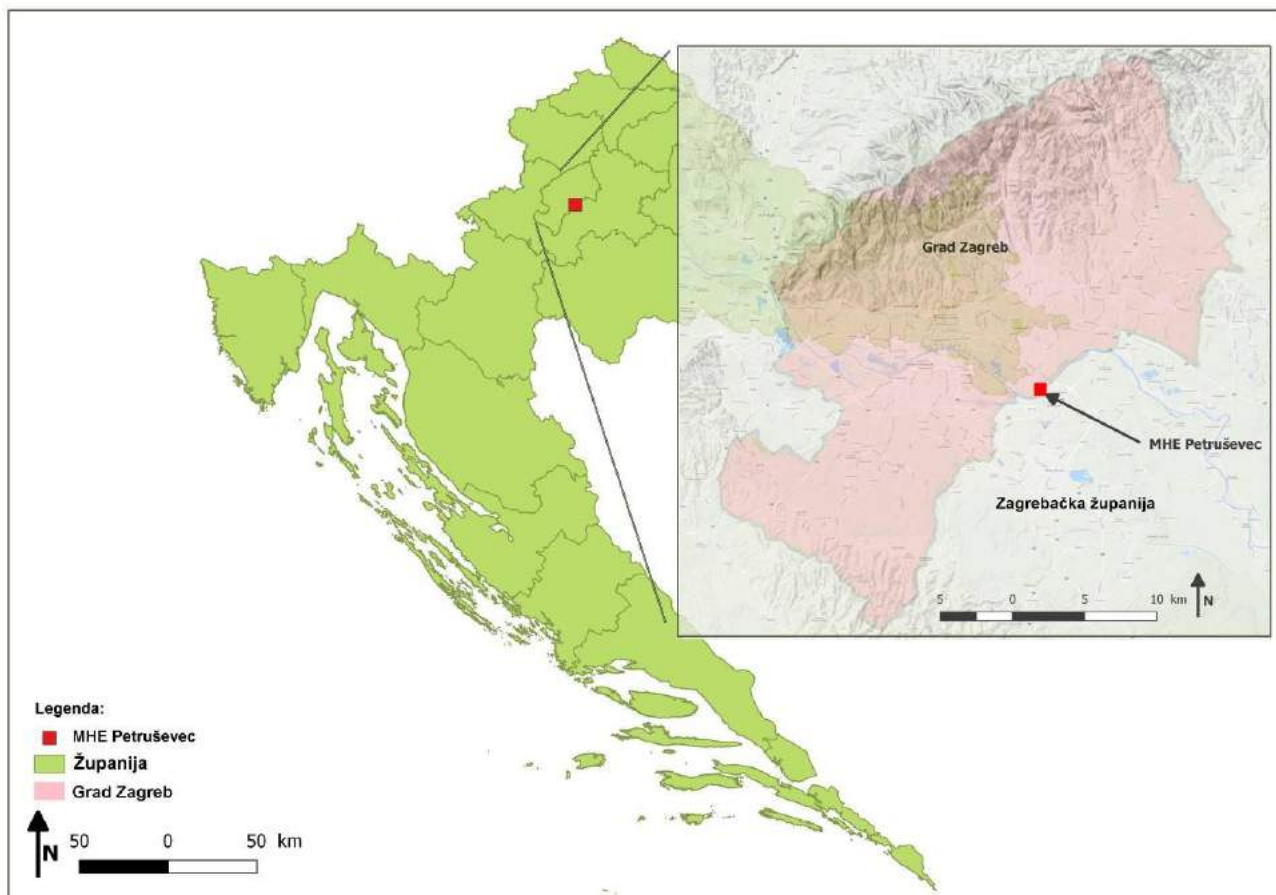 Grad Zagreb
MHE Petruševec
Zagrebačka županija
5 0 5 10 km
N
Legenda:
MHE Petruševec
Županija
Grad Zagreb
50 0 50 km
N